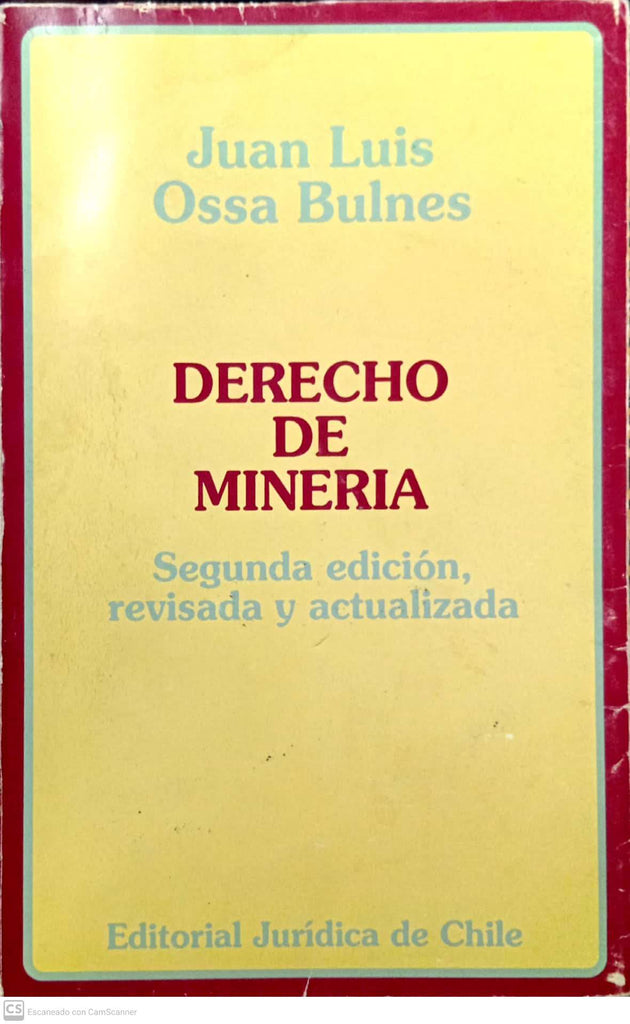 Juan Luis
Ossa Bulnes
DERECHO
DE
MINERIA
Segunda edición,
revisada y actualizada
Editorial Jurídica de Chile
CS Escaneado con CamScanner